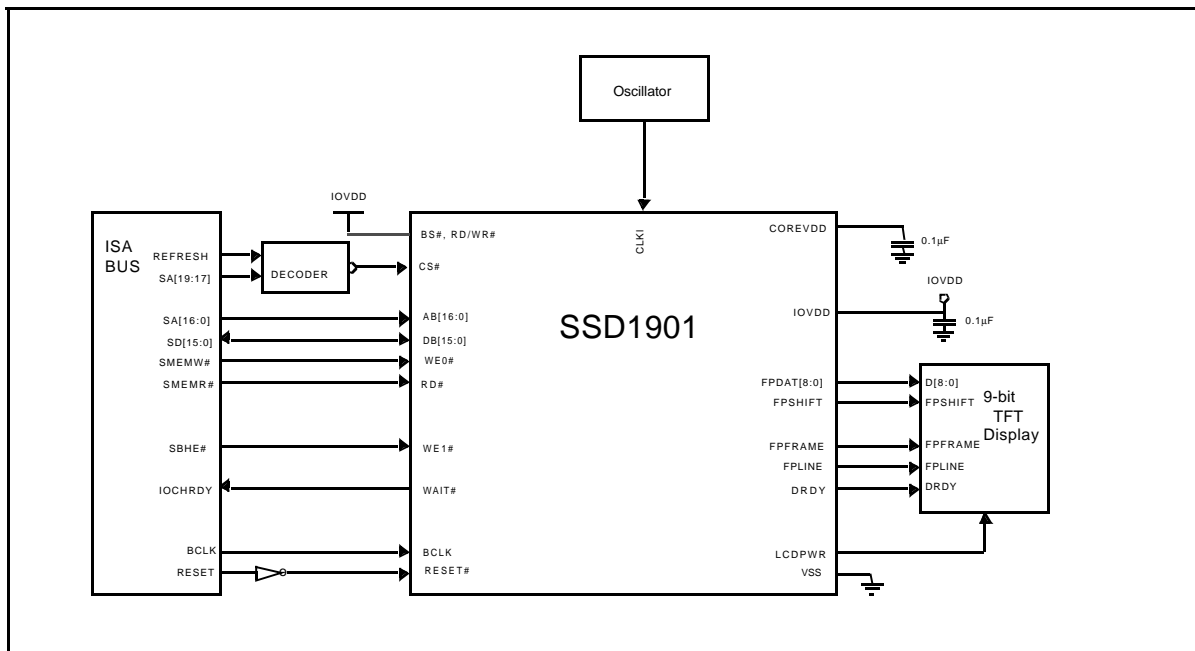 Oscillator
IOVDD
ISA
BUS
REFRESH
SA[19:17]
DECODER
BS#, RD/WR#
CS#
CLKI
COREVDD
0.1µF
IOVDD
IOVDD
0.1µF
SSD1901
SA[16:0]
SD[15:0]
SMEMW#
SMEMR#
SBHE#
IOCHRDY
BCLK
RESET
AB[16:0]
DB[15:0]
WE0#
RD#
WE1#
WAIT#
BCLK
RESET#
FPDAT[8:0]
FPSHIFT
FPFRAME
FPLINE
DRDY
LCDPWR
VSS
D[8:0]
FPSHIFT
FPFRAME
FPLINE
DRDY
9-bit
TFT
Display